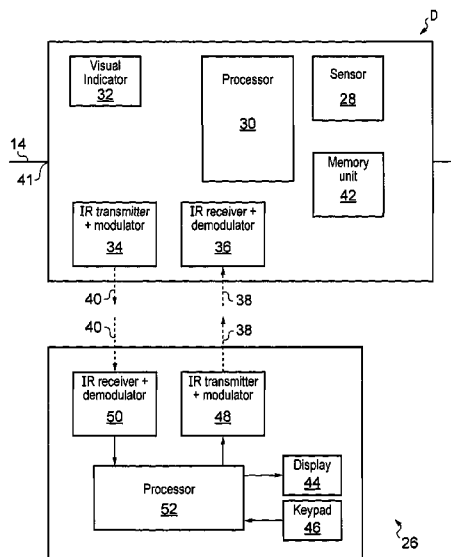 D
Visual
Indicator
32
Processor
30
Sensor
28
14
41
Memory
unit
42
IR transmitter
+ modulator
34
IR receiver +
demodulator
36
40
38
40
38
IR receiver +
demodulator
50
IR transmitter
+ modulator
48
Processor
52
Display
44
Keypad
46
26